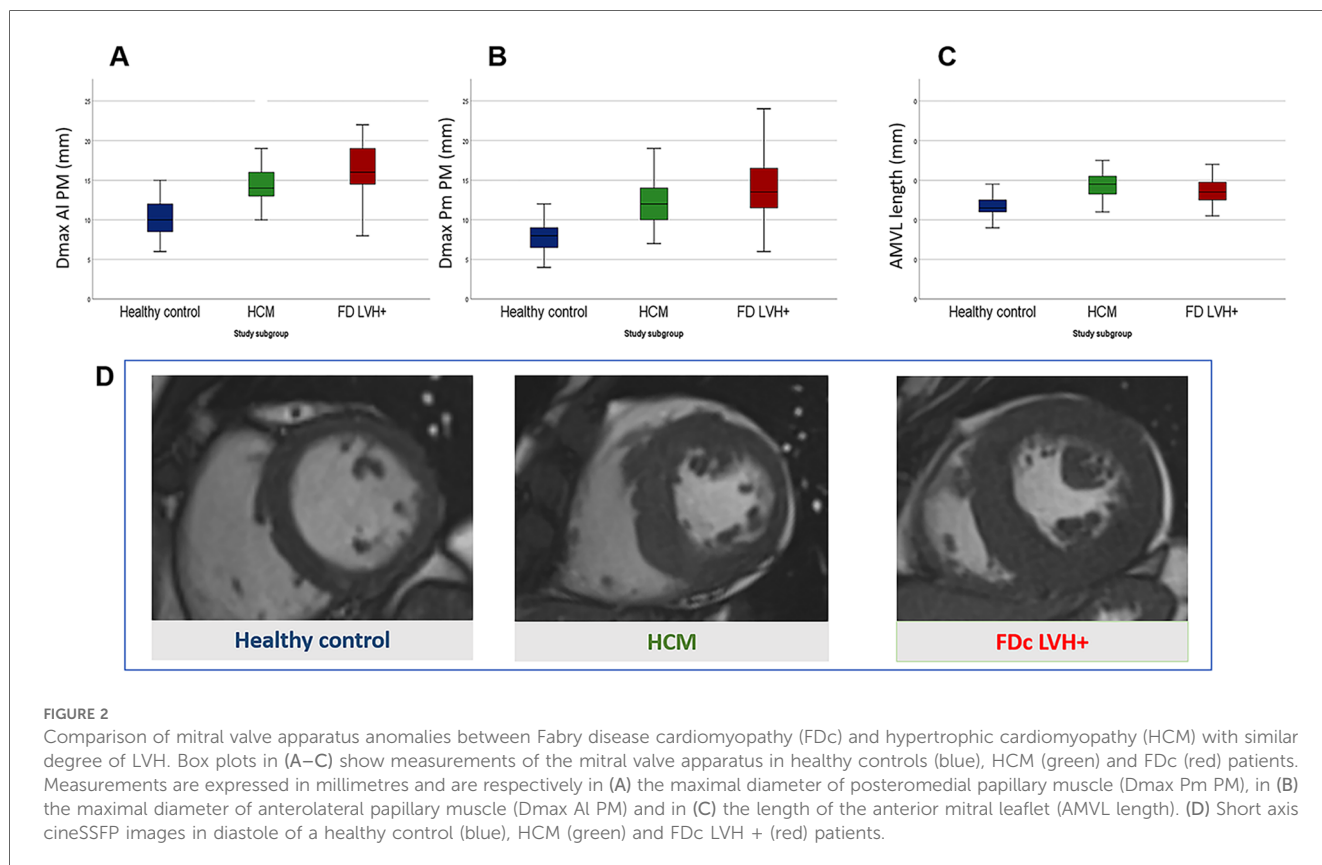 A
B
C
Dmax Al PM (mm)
25
20
15
10
5
0
Healthy control
HCM
FD LVH+
Study subgroup
Dmax Pm PM (mm)
25
20
15
10
5
0
Healthy control
HCM
FD LVH+
Study subgroup
AMVL length (mm)
0
0
0
0
0
0
Healthy control
HCM
FD LVH+
Study subgroup
D
Healthy control
HCM
FDc LVH+
FIGURE 2
Comparison of mitral valve apparatus anomalies between Fabry disease cardiomyopathy (FDc) and hypertrophic cardiomyopathy (HCM) with similar
degree of LVH. Box plots in (A–C) show measurements of the mitral valve apparatus in healthy controls (blue), HCM (green) and FDc (red) patients.
Measurements are expressed in millimetres and are respectively in (A) the maximal diameter of posteromedial papillary muscle (Dmax Pm PM), in (B)
the maximal diameter of anterolateral papillary muscle (Dmax Al PM) and in (C) the length of the anterior mitral leaflet (AMVL length). (D) Short axis
cineSSFP images in diastole of a healthy control (blue), HCM (green) and FDc LVH + (red) patients.